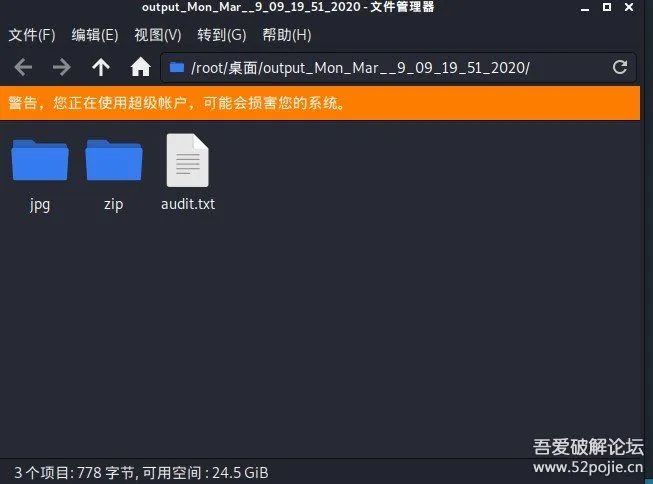 output_Mon_Mar__9_09_19_51_2020 - 文件管理器
文件(F) 编辑(E) 视图(V) 转到(G) 帮助(H)
/root/桌面/output_Mon_Mar__9_09_19_51_2020/
警告，您正在使用超级帐户，可能会损害您的系统。
jpg zip audit.txt
吾爱破解论坛
www.52pojie.cn
3 个项目: 778 字节, 可用空间 : 24.5 GiB